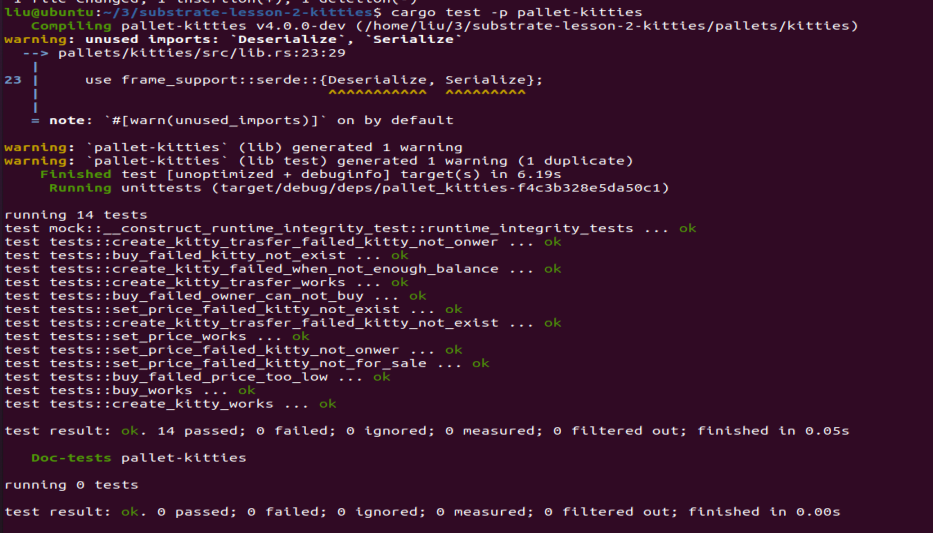 1 file changed, 1 insertion(+), 1 deletion(-)
liu@ubuntu:~/3/substrate-lesson-2-kitties$ cargo test -p pallet-kitties
Compiling pallet-kitties v4.0.0-dev (/home/liu/3/substrate-lesson-2-kitties/pallets/kitties)
warning: unused imports: `Deserialize`, `Serialize`
--> pallets/kitties/src/lib.rs:23:29
|
23 | use frame_support::serde::{Deserialize, Serialize};
| ^^^^^^^^^^^ ^^^^^^^^^
|
= note: `#[warn(unused_imports)]` on by default
warning: `pallet-kitties` (lib) generated 1 warning
warning: `pallet-kitties` (lib test) generated 1 warning (1 duplicate)
Finished test [unoptimized + debuginfo] target(s) in 6.19s
Running unittests (target/debug/deps/pallet_kitties-f4c3b328e5da50c1)
running 14 tests
test mock::__construct_runtime_integrity_test::runtime_integrity_tests ... ok
test tests::create_kitty_trasfer_failed_kitty_not_onwer ... ok
test tests::buy_failed_kitty_not_exist ... ok
test tests::create_kitty_failed_when_not_enough_balance ... ok
test tests::create_kitty_trasfer_works ... ok
test tests::buy_failed_owner_can_not_buy ... ok
test tests::set_price_failed_kitty_not_exist ... ok
test tests::create_kitty_trasfer_failed_kitty_not_exist ... ok
test tests::set_price_works ... ok
test tests::set_price_failed_kitty_not_onwer ... ok
test tests::set_price_failed_kitty_not_for_sale ... ok
test tests::buy_failed_price_too_low ... ok
test tests::buy_works ... ok
test tests::create_kitty_works ... ok
test result: ok. 14 passed; 0 failed; 0 ignored; 0 measured; 0 filtered out; finished in 0.05s
Doc-tests pallet-kitties
running 0 tests
test result: ok. 0 passed; 0 failed; 0 ignored; 0 measured; 0 filtered out; finished in 0.00s